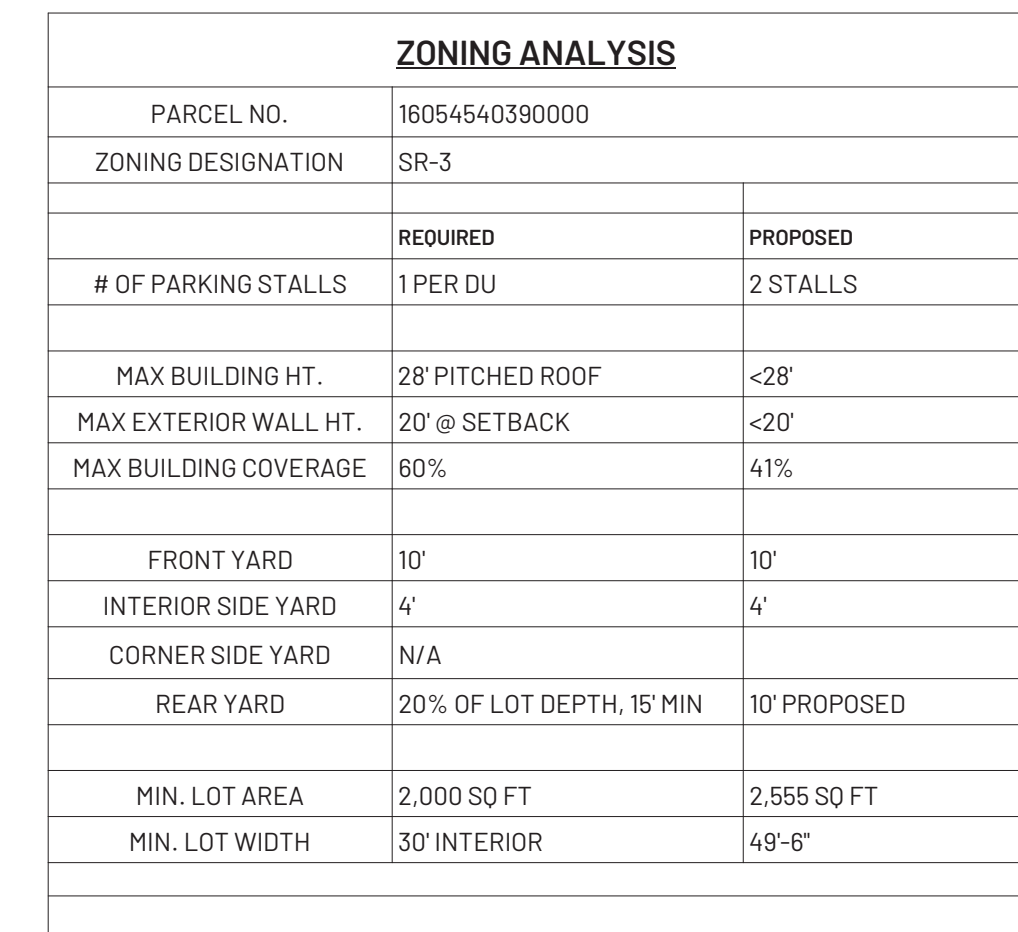 ZONING ANALYSIS
PARCEL NO. 16054540390000
ZONING DESIGNATION SR-3
REQUIRED PROPOSED
# OF PARKING STALLS 1 PER DU 2 STALLS
MAX BUILDING HT. 28' PITCHED ROOF <28'
MAX EXTERIOR WALL HT. 20' @ SETBACK <20'
MAX BUILDING COVERAGE 60% 41%
FRONT YARD 10' 10'
INTERIOR SIDE YARD 4' 4'
CORNER SIDE YARD N/A
REAR YARD 20% OF LOT DEPTH, 15' MIN 10' PROPOSED
MIN. LOT AREA 2,000 SQ FT 2,555 SQ FT
MIN. LOT WIDTH 30' INTERIOR 49'-6"